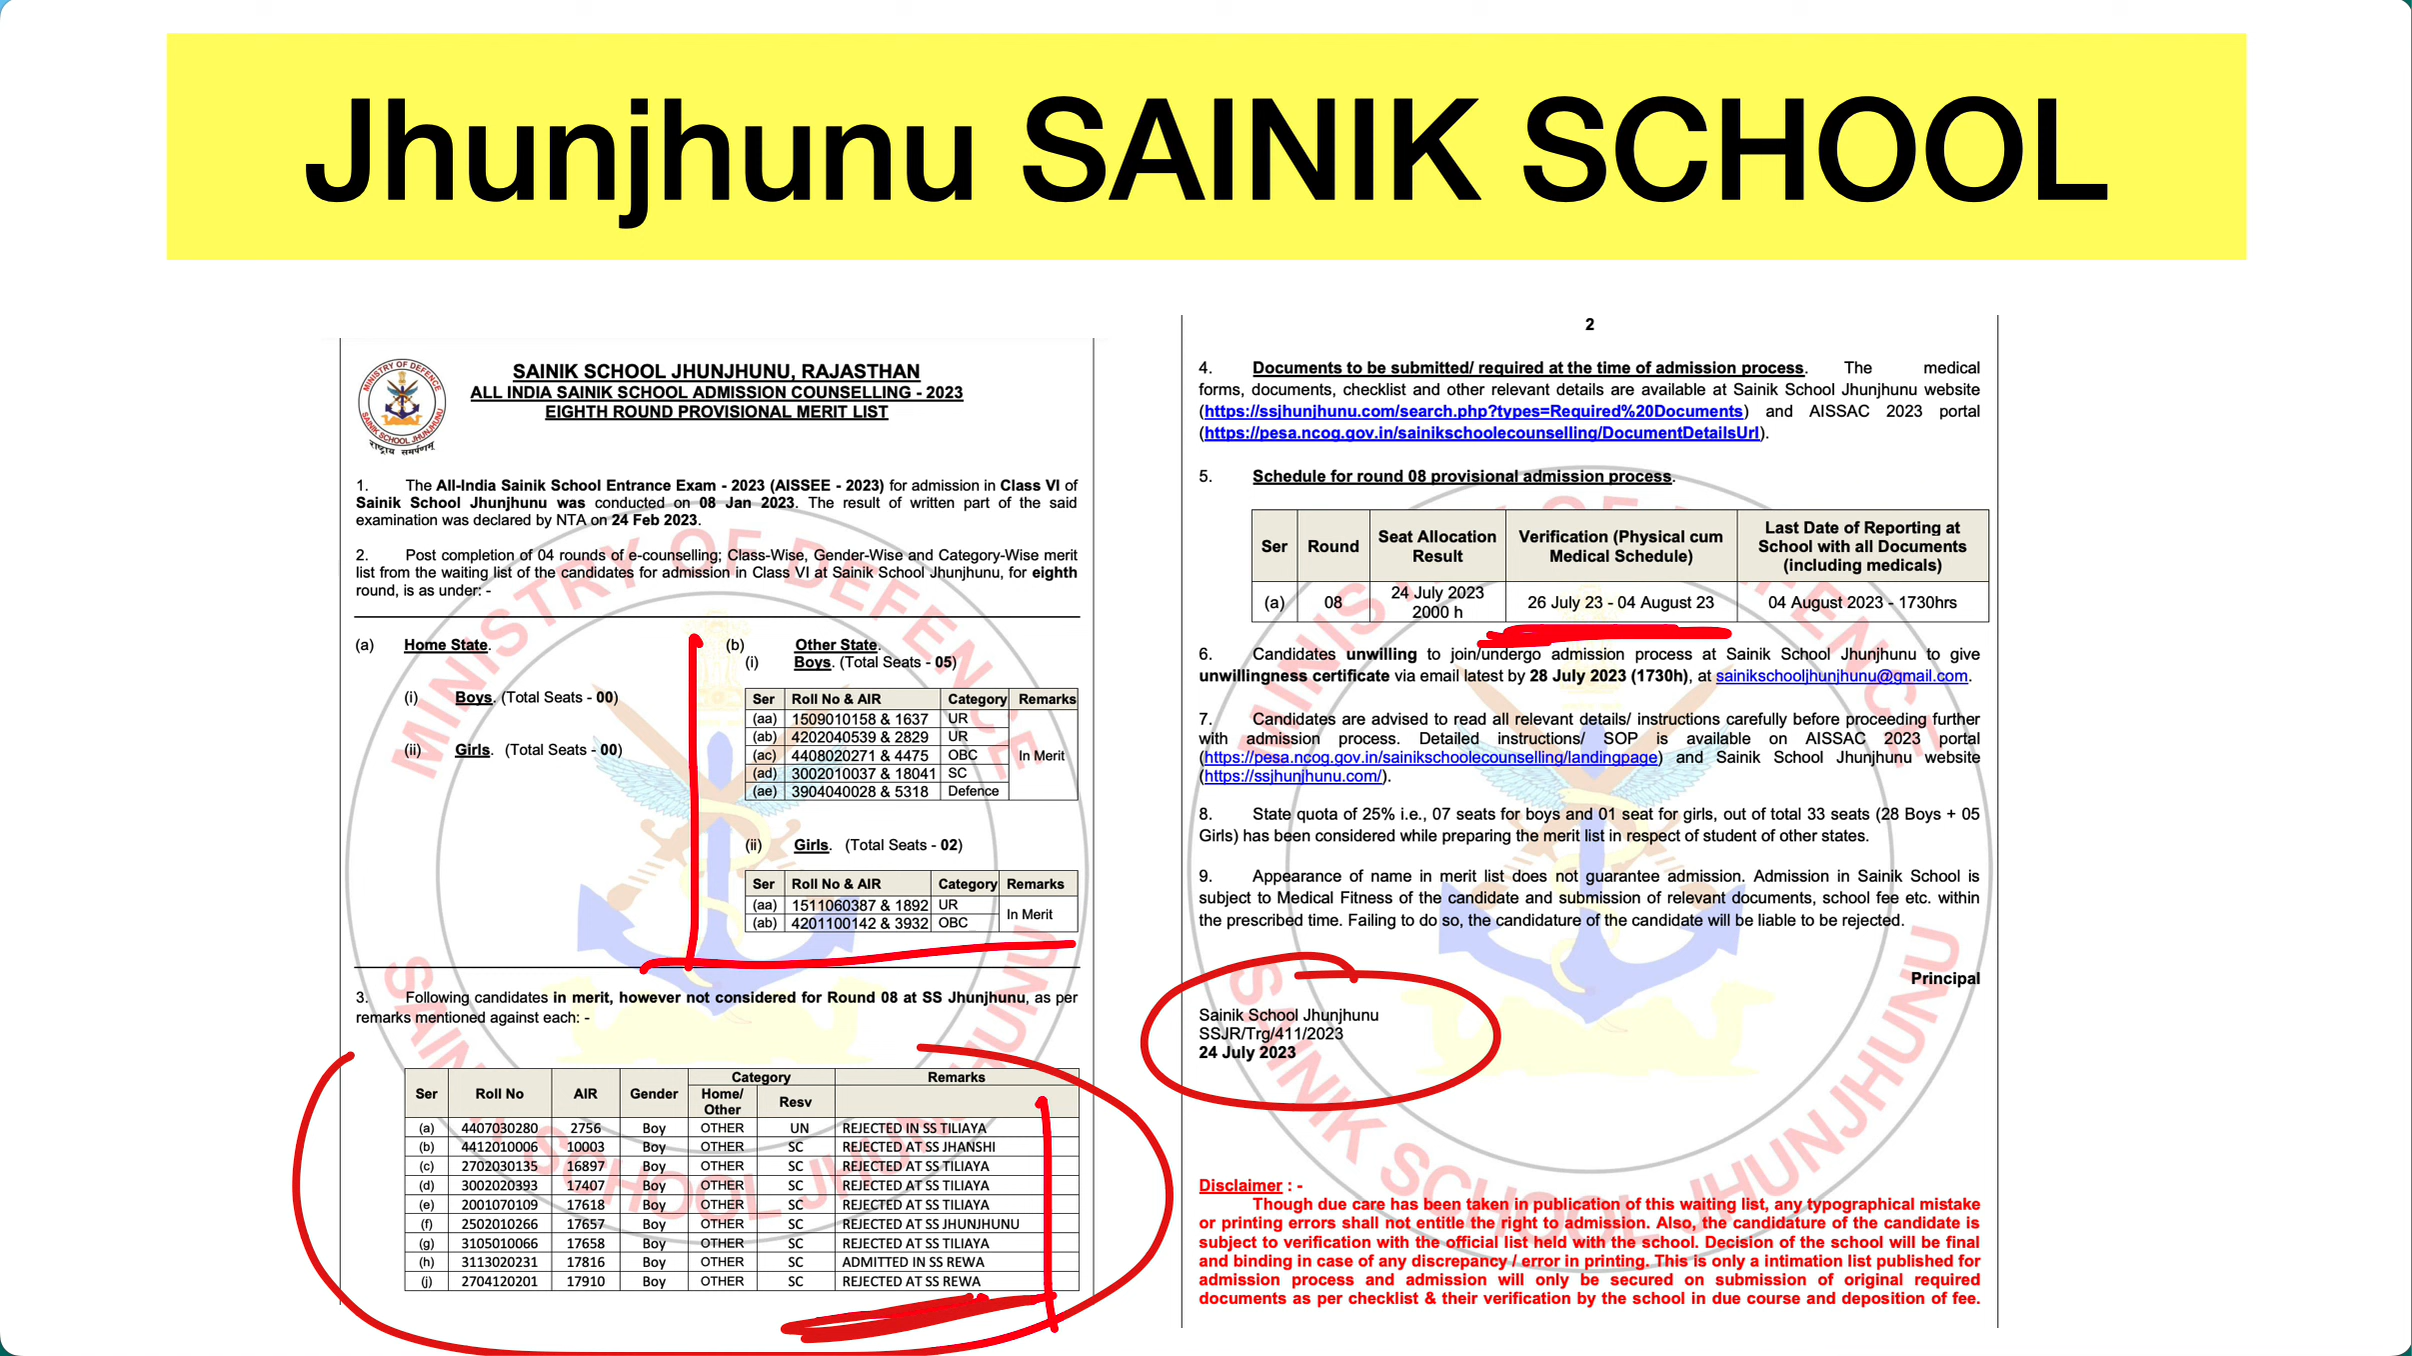 Jhunjhunu SAINIK SCHOOL
MINISTRY OF DEFENCE
SAINIK SCHOOL JHUNJHUNU
राष्ट्राय समर्पणम्
SAINIK SCHOOL JHUNJHUNU, RAJASTHAN
ALL INDIA SAINIK SCHOOL ADMISSION COUNSELLING - 2023
EIGHTH ROUND PROVISIONAL MERIT LIST
1. The All-India Sainik School Entrance Exam - 2023 (AISSEE - 2023) for admission in Class VI of
Sainik School Jhunjhunu was conducted on 08 Jan 2023. The result of written part of the said
examination was declared by NTA on 24 Feb 2023.
2. Post completion of 04 rounds of e-counselling; Class-Wise, Gender-Wise and Category-Wise merit
list from the waiting list of the candidates for admission in Class VI at Sainik School Jhunjhunu, for eighth
round, is as under: -
(a) Home State.
(i) Boys. (Total Seats - 00)
(ii) Girls. (Total Seats - 00)
(b) Other State.
(i) Boys. (Total Seats - 05)
Ser Roll No & AIR Category Remarks
(aa) 1509010158 & 1637 UR
(ab) 4202040539 & 2829 UR
(ac) 4408020271 & 4475 OBC In Merit
(ad) 3002010037 & 18041 SC
(ae) 3904040028 & 5318 Defence
(ii) Girls. (Total Seats - 02)
Ser Roll No & AIR Category Remarks
(aa) 1511060387 & 1892 UR In Merit
(ab) 4201100142 & 3932 OBC
3. Following candidates in merit, however not considered for Round 08 at SS Jhunjhunu, as per
remarks mentioned against each: -
Ser Roll No AIR Gender Category Remarks
Home/ Other Resv
(a) 4407030280 2756 Boy OTHER UN REJECTED IN SS TILIAYA
(b) 4412010006 10003 Boy OTHER SC REJECTED AT SS JHANSHI
(c) 2702030135 16897 Boy OTHER SC REJECTED AT SS TILIAYA
(d) 3002020393 17407 Boy OTHER SC REJECTED AT SS TILIAYA
(e) 2001070109 17618 Boy OTHER SC REJECTED AT SS TILIAYA
(f) 2502010266 17657 Boy OTHER SC REJECTED AT SS JHUNJHUNU
(g) 3105010066 17658 Boy OTHER SC REJECTED AT SS TILIAYA
(h) 3113020231 17816 Boy OTHER SC ADMITTED IN SS REWA
(j) 2704120201 17910 Boy OTHER SC REJECTED AT SS REWA
MINISTRY OF DEFENCE
SAINIK SCHOOL JHUNJHUNU
2
4. Documents to be submitted/ required at the time of admission process. The medical
forms, documents, checklist and other relevant details are available at Sainik School Jhunjhunu website
(https://ssjhunjhunu.com/search.php?types=Required%20Documents) and AISSAC 2023 portal
(https://pesa.ncog.gov.in/sainikschoolecounselling/DocumentDetailsUrl).
5. Schedule for round 08 provisional admission process.
Ser Round Seat Allocation Result Verification (Physical cum Medical Schedule) Last Date of Reporting at School with all Documents (including medicals)
(a) 08 24 July 2023 2000 h 26 July 23 - 04 August 23 04 August 2023 - 1730hrs
6. Candidates unwilling to join/undergo admission process at Sainik School Jhunjhunu to give
unwillingness certificate via email latest by 28 July 2023 (1730h), at sainikschooljhunjhunu@gmail.com.
7. Candidates are advised to read all relevant details/ instructions carefully before proceeding further
with admission process. Detailed instructions/ SOP is available on AISSAC 2023 portal
(https://pesa.ncog.gov.in/sainikschoolecounselling/landingpage) and Sainik School Jhunjhunu website
(https://ssjhunjhunu.com/).
8. State quota of 25% i.e., 07 seats for boys and 01 seat for girls, out of total 33 seats (28 Boys + 05
Girls) has been considered while preparing the merit list in respect of student of other states.
9. Appearance of name in merit list does not guarantee admission. Admission in Sainik School is
subject to Medical Fitness of the candidate and submission of relevant documents, school fee etc. within
the prescribed time. Failing to do so, the candidature of the candidate will be liable to be rejected.
Principal
Sainik School Jhunjhunu
SSJR/Trg/411/2023
24 July 2023
Disclaimer : -
Though due care has been taken in publication of this waiting list, any typographical mistake
or printing errors shall not entitle the right to admission. Also, the candidature of the candidate is
subject to verification with the official list held with the school. Decision of the school will be final
and binding in case of any discrepancy / error in printing. This is only a intimation list published for
admission process and admission will only be secured on submission of original required
documents as per checklist & their verification by the school in due course and deposition of fee.
MINISTRY OF DEFENCE
SAINIK SCHOOL JHUNJHUNU